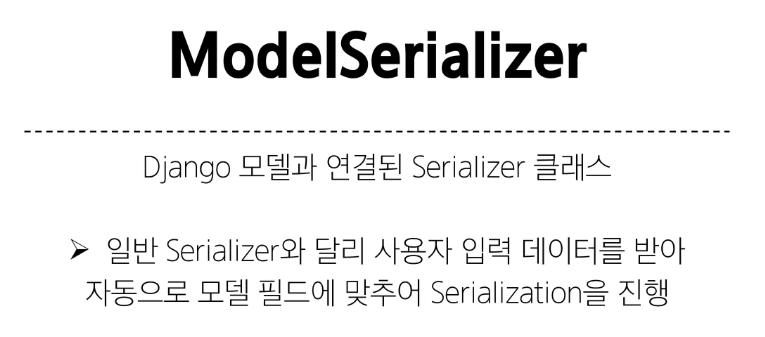 ModelSerializer
Django 모델과 연결된 Serializer 클래스
➢ 일반 Serializer와 달리 사용자 입력 데이터를 받아
자동으로 모델 필드에 맞추어 Serialization을 진행